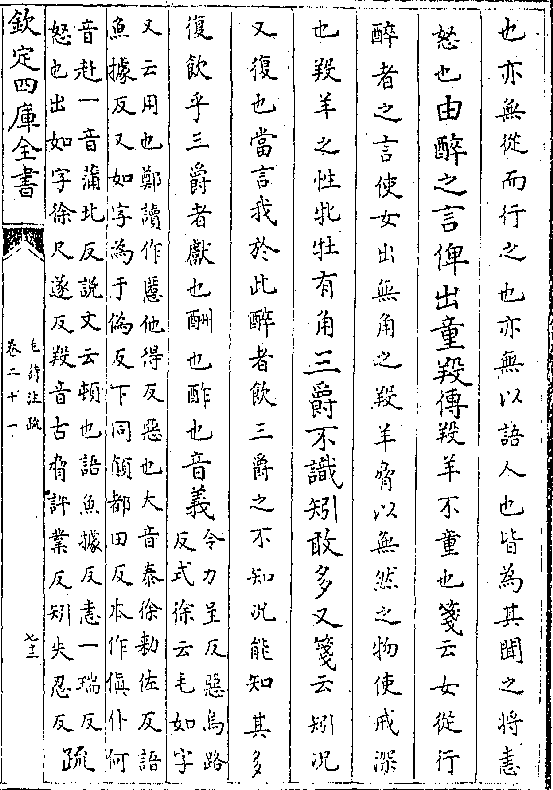 也亦無從而行之也亦無以語人也皆為其聞之將恚
怒也由醉之言俾出童羖傳羖羊不童也箋云女從行
醉者之言使女出無角之羖羊脅以無然之物使戒深
也羖羊之性牝牡有角三爵不識矧敢多又箋云矧況
又復也當言我於此醉者飲三爵之不知況能知其多
復飲乎三爵者獻也酬也酢也音義令力呈反惡烏路
反式徐云毛如字
又云用也鄭讀作慝他得反惡也大音泰徐勑佐反語
魚據反又如字為于偽反下同顛都田反本作傎仆何
音赴一音蒲北反說文云頓也語魚據反恚一瑞反
怒也出如字徐尺遂反羖音古脅許業反矧失忍反疏
欽定四庫全書
毛詩注疏
卷二十一
七三